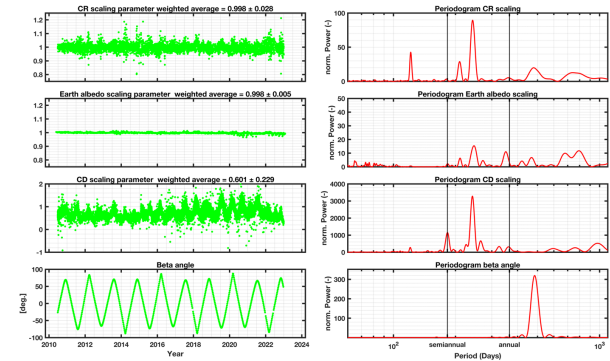 CR scaling parameter weighted average = 0.998 ± 0.028
1.2
1.1
1
0.9
0.8
Periodogram CR scaling
norm. Power (-)
100
50
0
Earth albedo scaling parameter weighted average = 0.998 ± 0.005
1.2
1.1
1
0.9
0.8
Periodogram Earth albedo scaling
norm. Power (-)
50
40
30
20
10
0
CD scaling parameter weighted average = 0.601 ± 0.229
2
1
0
-1
Periodogram CD scaling
norm. Power (-)
4000
3000
2000
1000
0
Beta angle
[deg.]
100
50
0
-50
-100
2010 2012 2014 2016 2018 2020 2022 2024
Year
Periodogram beta angle
norm. Power (-)
300
200
100
10² semiannual annual 10³
Period (Days)